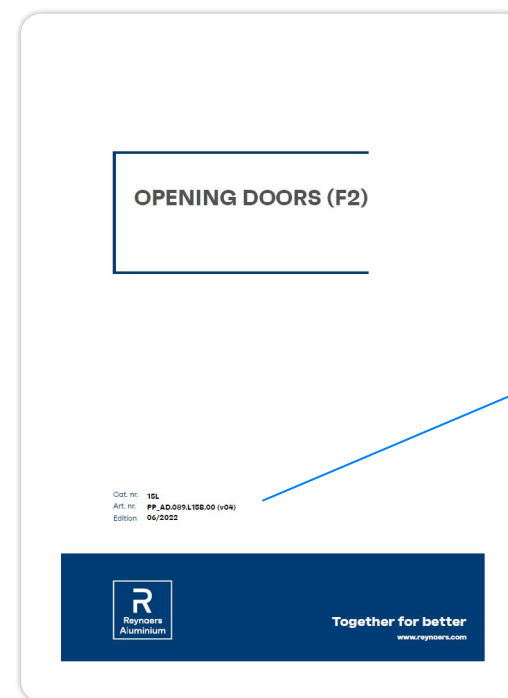 OPENING DOORS (F2)
Cat. nr. 15L
Art. nr. PP_AD.089.L15B.00 (v04)
Edition 06/2022
R
Reynaers
Aluminium
Together for better
www.reynaers.com